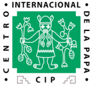 CENTRO • INTERNACIONAL • DE LA PAPA •
CIP